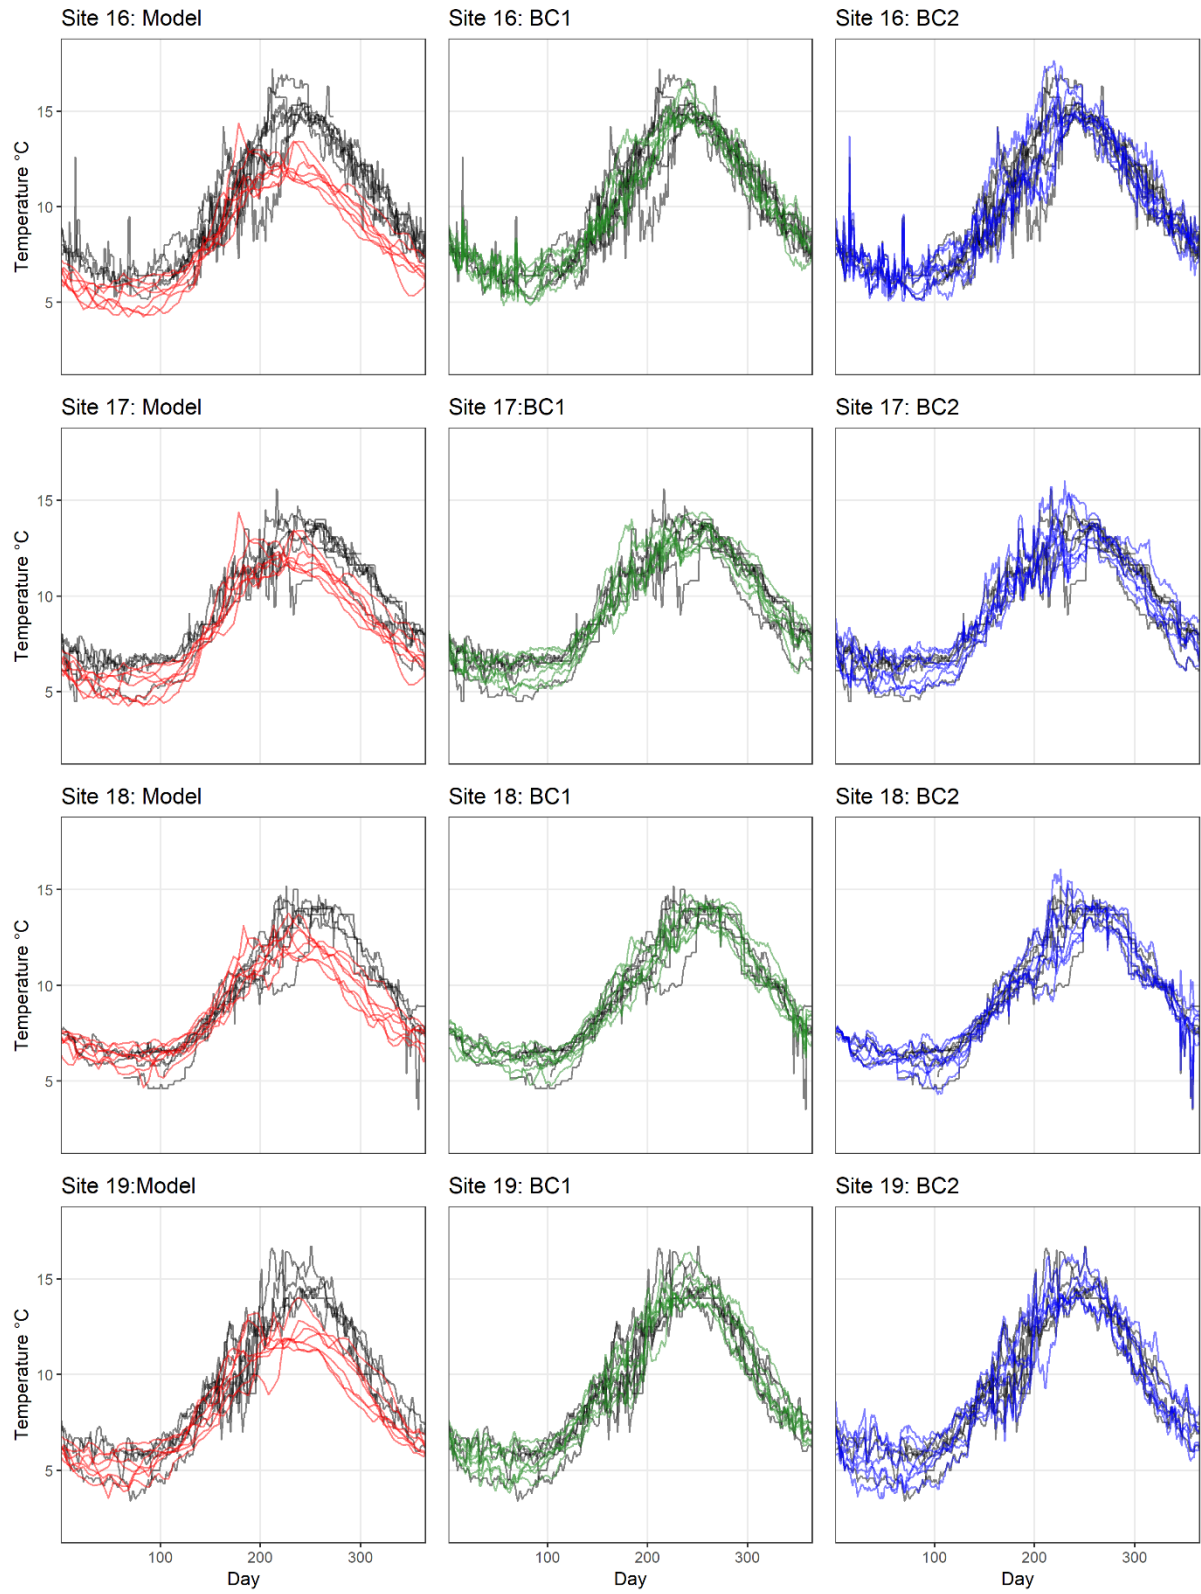 Site 16: Model
Site 16: BC1
Site 16: BC2
Temperature °C
15
10
5
Site 17: Model
Site 17:BC1
Site 17: BC2
Temperature °C
15
10
5
Site 18: Model
Site 18: BC1
Site 18: BC2
Temperature °C
15
10
5
Site 19:Model
Site 19: BC1
Site 19: BC2
Temperature °C
15
10
5
100 200 300
100 200 300
100 200 300
Day
Day
Day